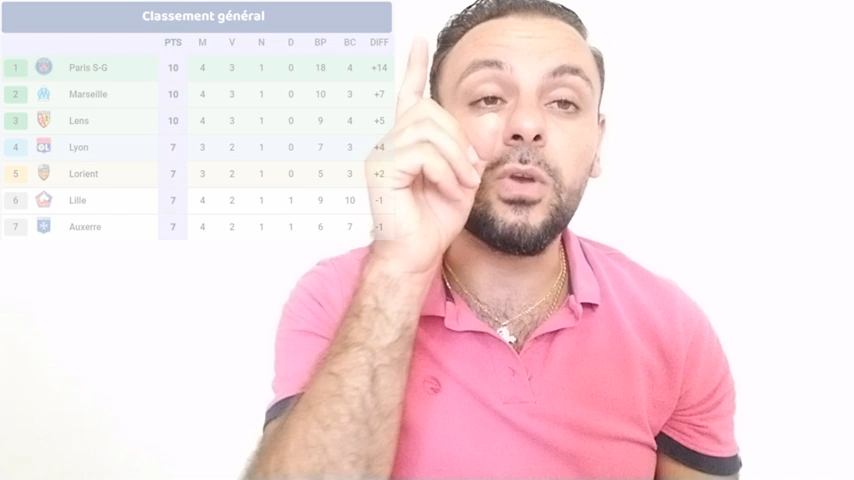 Classement général
PTS M V N D BP BC DIFF
1 Paris S-G 10 4 3 1 0 18 4 +14
2 Marseille 10 4 3 1 0 10 3 +7
3 Lens 10 4 3 1 0 9 4 +5
4 Lyon 7 3 2 1 0 7 3 +4
5 Lorient 7 3 2 1 0 5 3 +2
6 Lille 7 4 2 1 1 9 10 -1
7 Auxerre 7 4 2 1 1 6 7 -1